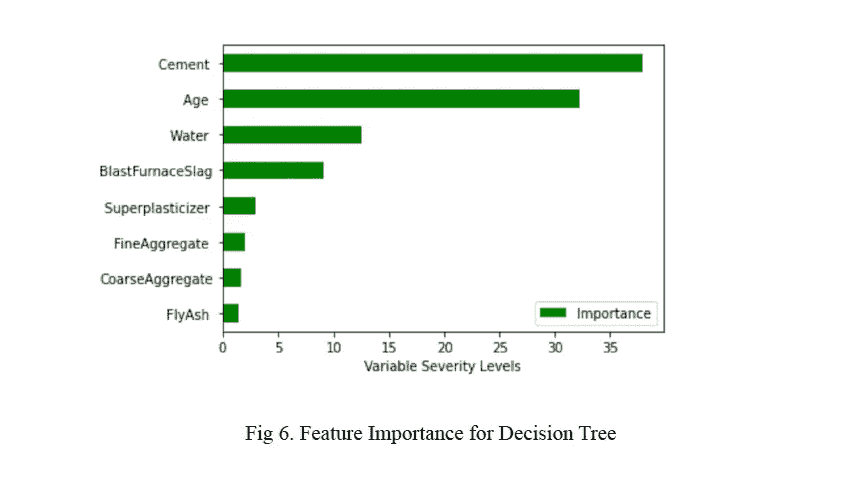 Cement
Age
Water
BlastFurnaceSlag
Superplasticizer
FineAggregate
CoarseAggregate
FlyAsh
Importance
0 5 10 15 20 25 30 35
Variable Severity Levels
Fig 6. Feature Importance for Decision Tree